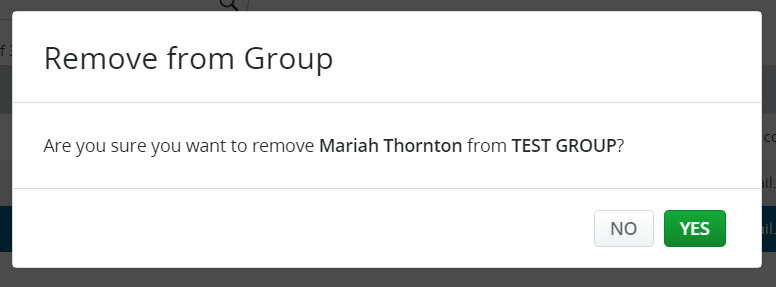 Remove from Group
Are you sure you want to remove Mariah Thornton from TEST GROUP?
NO
YES